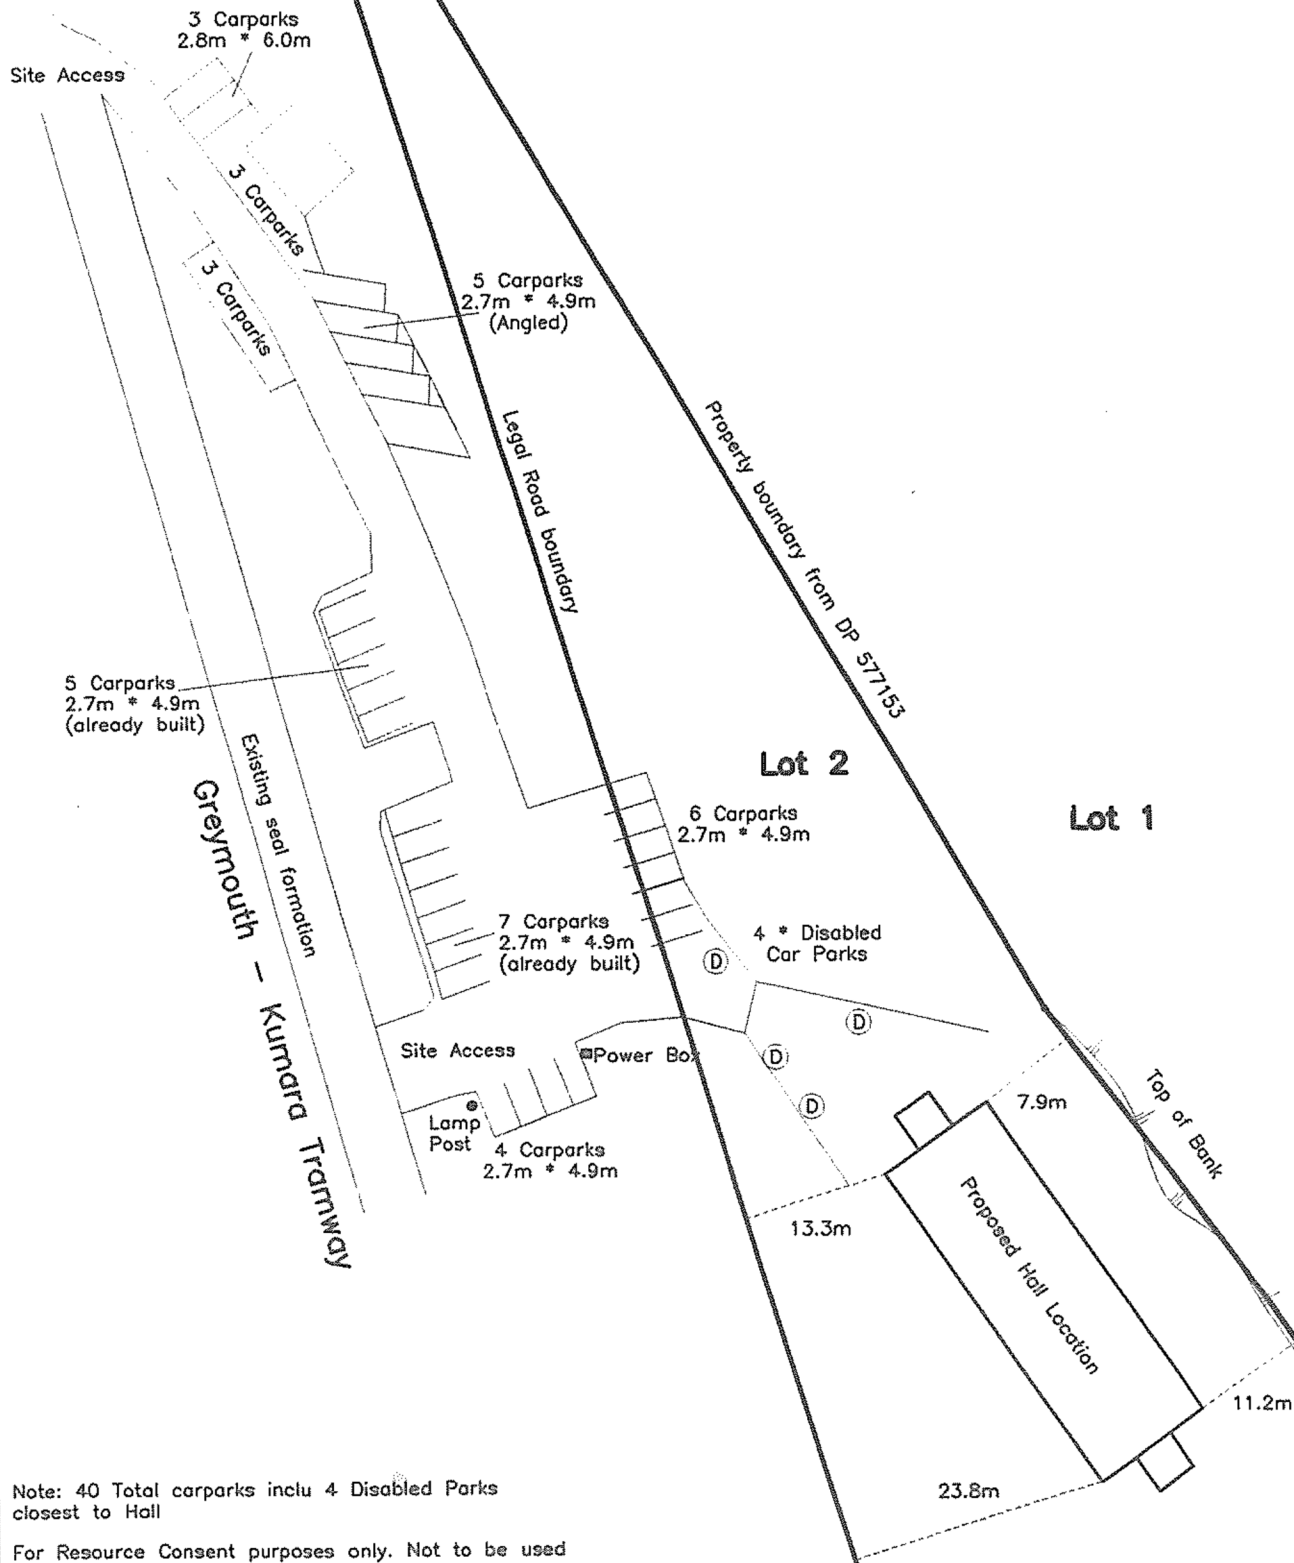 3 Carparks
2.8m * 6.0m
Site Access
3 Carparks
3 Carparks
5 Carparks
2.7m * 4.9m
(Angled)
Legal Road boundary
Property boundary from DP 577153
5 Carparks
2.7m * 4.9m
(already built)
Existing seal formation
Greymouth - Kumara Tramway
Lot 2
Lot 1
6 Carparks
2.7m * 4.9m
7 Carparks
2.7m * 4.9m
(already built)
4 * Disabled
Car Parks
D
D
D
D
Site Access
Power Box
Lamp
Post
4 Carparks
2.7m * 4.9m
7.9m
Top of Bank
13.3m
Proposed Hall Location
11.2m
23.8m
Note: 40 Total carparks inclu 4 Disabled Parks
closest to Hall
For Resource Consent purposes only. Not to be used